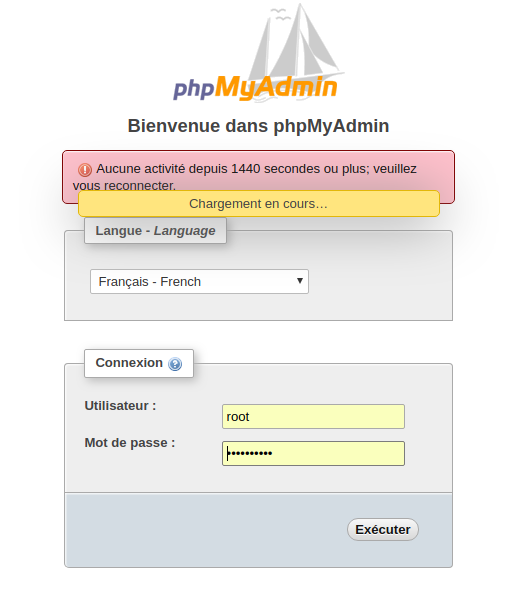 phpMyAdmin
Bienvenue dans phpMyAdmin
Aucune activité depuis 1440 secondes ou plus; veuillez
vous reconnecter.
Chargement en cours…
Langue - Language
Français - French
Connexion
Utilisateur :
root
Mot de passe :
••••••••••
Exécuter